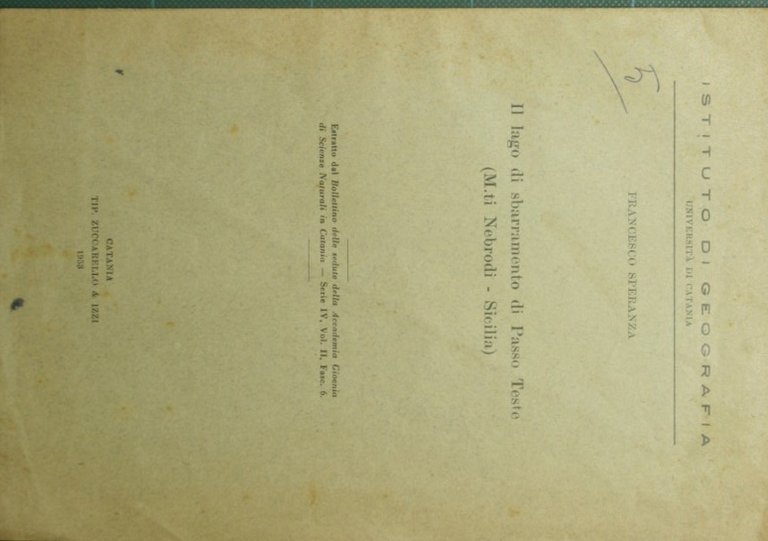 ISTITUTO DI GEOGRAFIA
UNIVERSITÀ DI CATANIA
FRANCESCO SPERANZA
Il lago di sbarramento di Passo Teste
(M.ti Nebrodi - Sicilia)
Estratto dal Bollettino delle sedute della Accademia Gioenia
di Scienze Naturali in Catania — Serie IV, Vol. II, Fasc. 6.
CATANIA
TIP. ZUCCARELLO & IZZI
1953